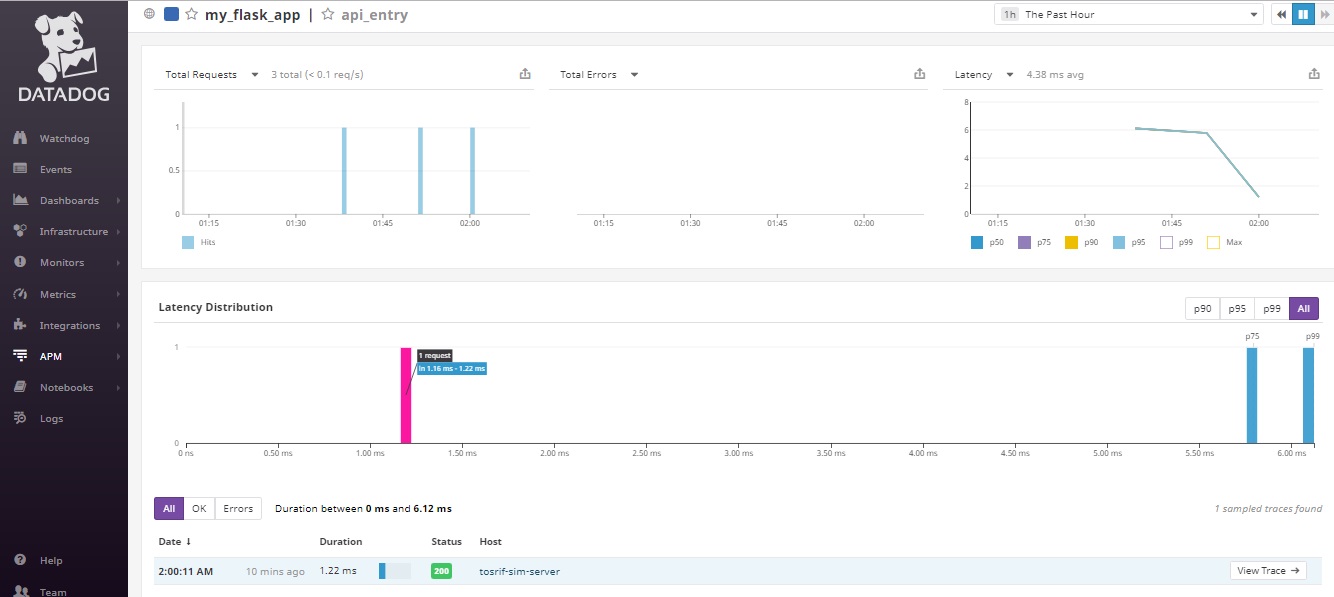 my_flask_app | api_entry
1h The Past Hour
DATADOG
Watchdog
Events
Dashboards
Infrastructure
Monitors
Metrics
Integrations
APM
Notebooks
Logs
Help
Team
Total Requests 3 total (< 0.1 req/s)
1
0.5
0
01:15 01:30 01:45 02:00
Hits
Total Errors
01:15 01:30 01:45 02:00
Latency 4.38 ms avg
8
6
4
2
0
01:15 01:30 01:45 02:00
p50 p75 p90 p95 p99 Max
Latency Distribution
p90 p95 p99 All
p75 p99
1
1 request
in 1.16 ms - 1.22 ms
0
0 ns 0.50 ms 1.00 ms 1.50 ms 2.00 ms 2.50 ms 3.00 ms 3.50 ms 4.00 ms 4.50 ms 5.00 ms 5.50 ms 6.00 ms
All OK Errors Duration between 0 ms and 6.12 ms 1 sampled traces found
Date ↓ Duration Status Host
2:00:11 AM 10 mins ago 1.22 ms 200 tosrif-sim-server View Trace →